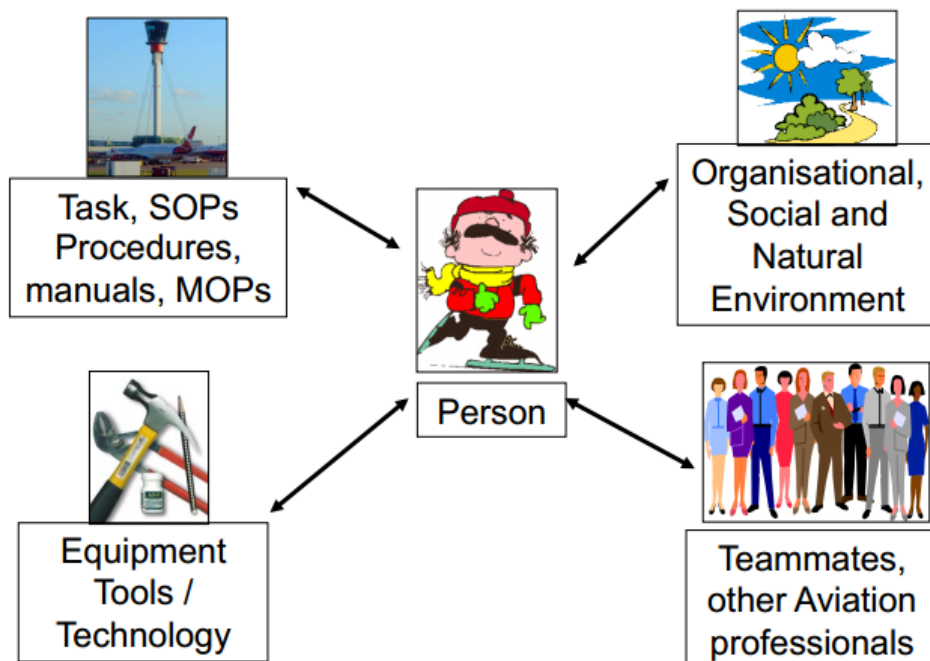 Task, SOPs
Procedures,
manuals, MOPs
Organisational,
Social and
Natural
Environment
Person
Equipment
Tools /
Technology
Teammates,
other Aviation
professionals